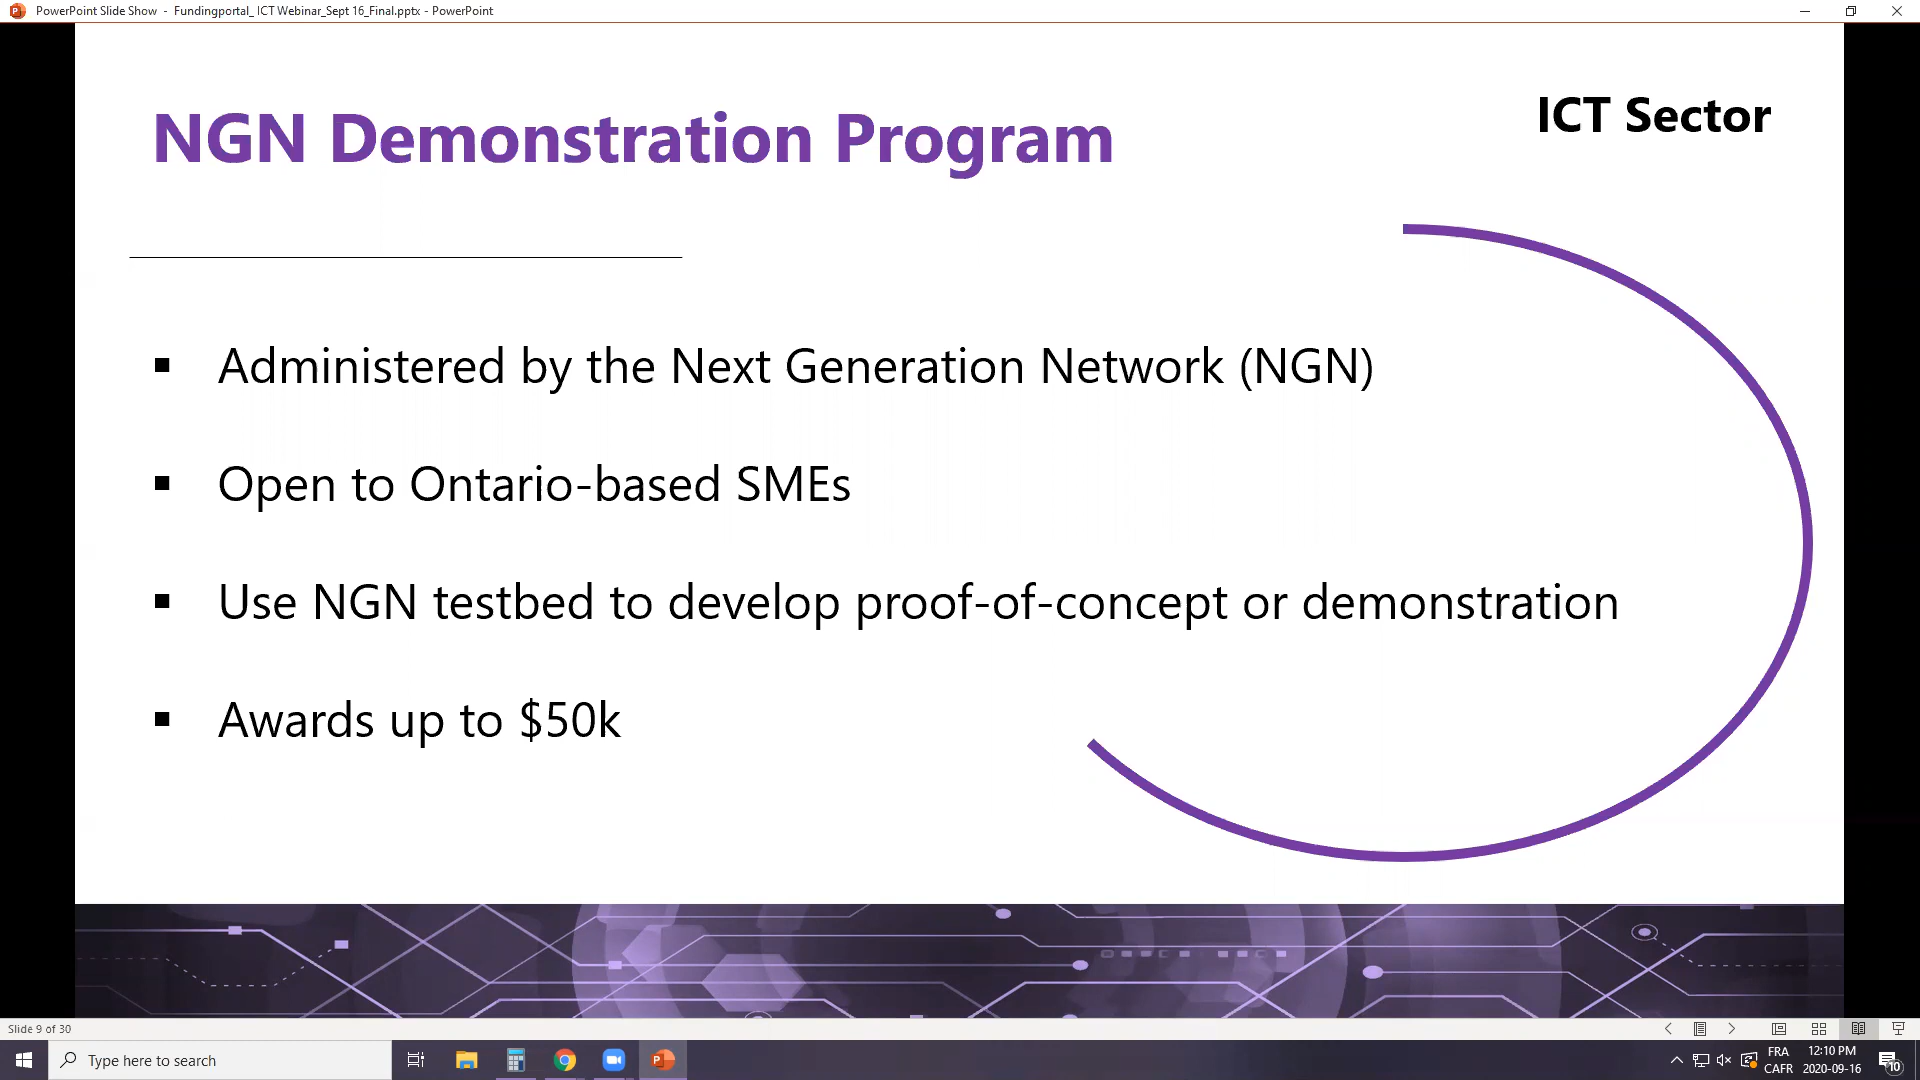 PowerPoint Slide Show - Fundingportal_ ICT Webinar_Sept 16_Final.pptx - PowerPoint
ICT Sector
NGN Demonstration Program
▪ Administered by the Next Generation Network (NGN)
▪ Open to Ontario-based SMEs
▪ Use NGN testbed to develop proof-of-concept or demonstration
▪ Awards up to $50k
Slide 9 of 30
Type here to search
FRA
CAFR
12:10 PM
2020-09-16
10